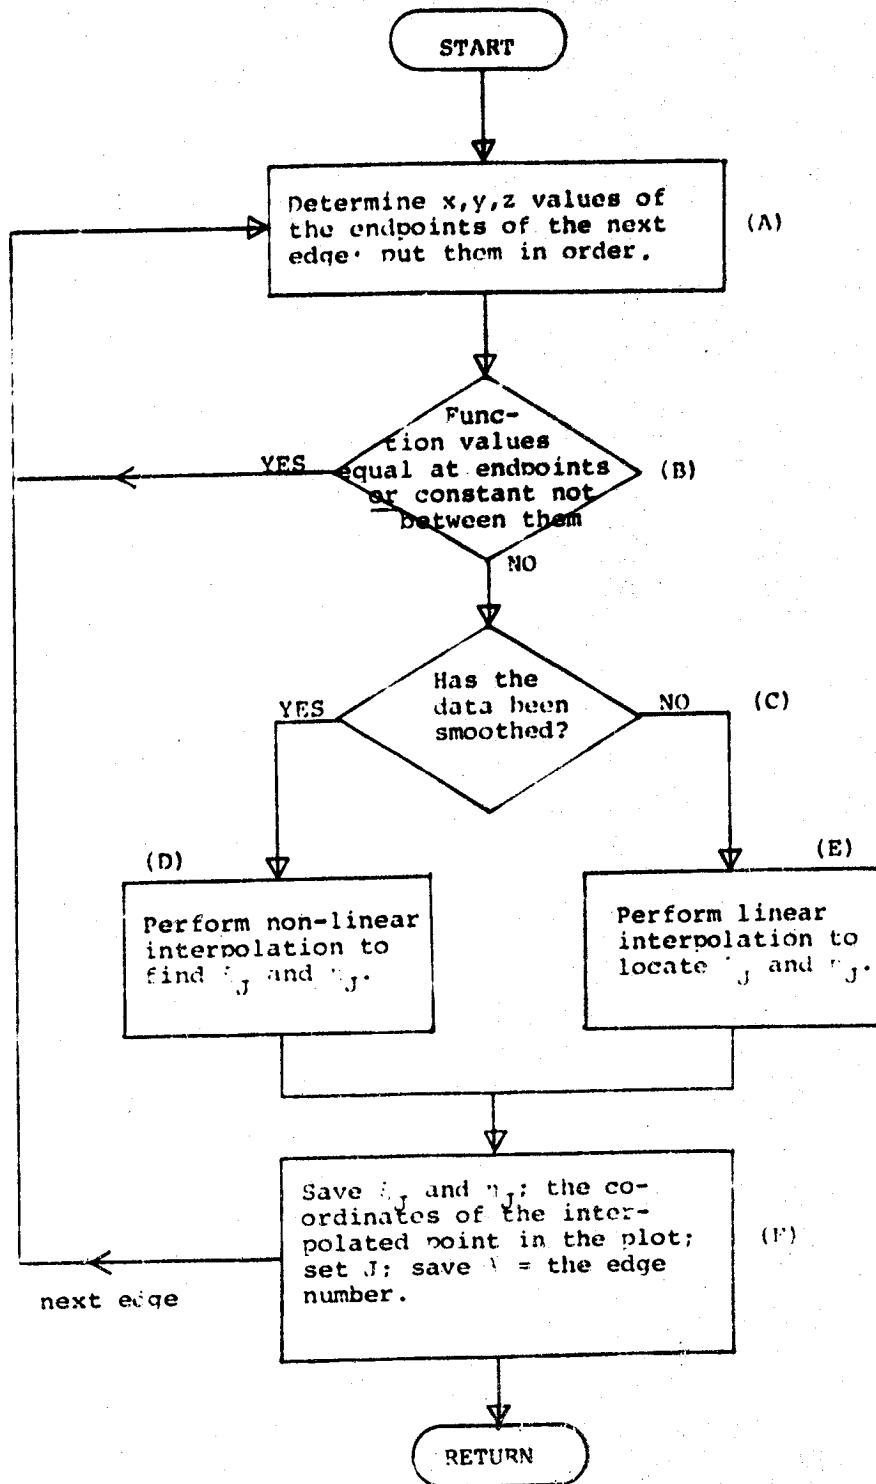 START
Determine x,y,z values of
the endpoints of the next
edge; put them in order.
(A)
Func-
tion values
equal at endpoints
or constant not
between them
(B)
YES
NO
Has the
data been
smoothed?
(C)
YES
NO
(D)
Perform non-linear
interpolation to
find J and J.
(E)
Perform linear
interpolation to
locate J and J.
Save J and ηJ; the co-
ordinates of the inter-
polated point in the plot;
set J; save = the edge
number.
(F)
next edge
RETURN